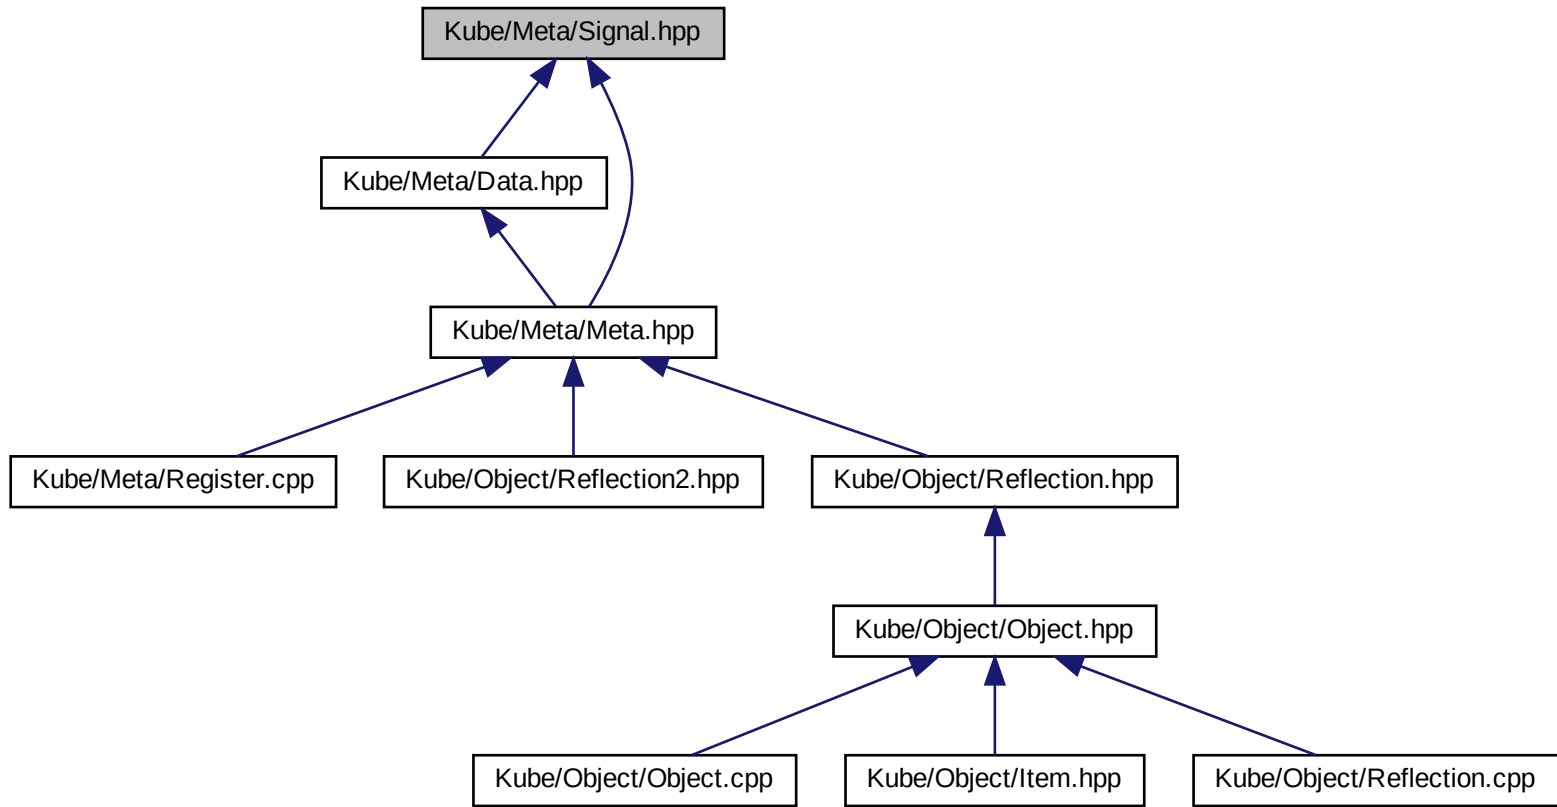 Kube/Meta/Signal.hpp
Kube/Meta/Data.hpp
Kube/Meta/Meta.hpp
Kube/Meta/Register.cpp
Kube/Object/Reflection2.hpp
Kube/Object/Reflection.hpp
Kube/Object/Object.hpp
Kube/Object/Object.cpp
Kube/Object/Item.hpp
Kube/Object/Reflection.cpp